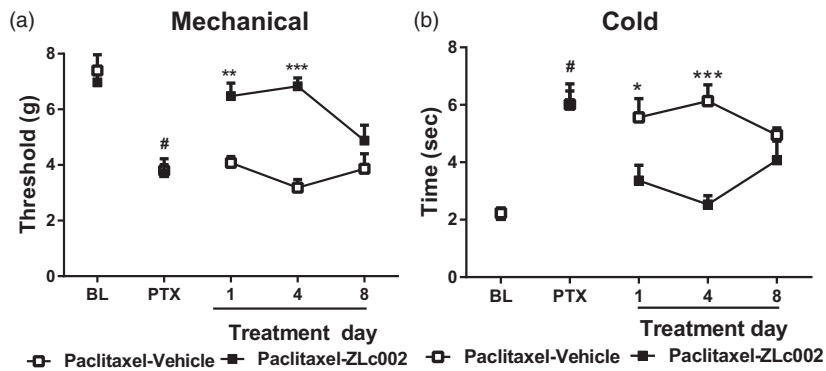 (a)
Mechanical
Threshold (g)
8
6
4
2
0
#
**
***
BL PTX 1 4 8
Treatment day
Paclitaxel-Vehicle Paclitaxel-ZLc002
(b)
Cold
Time (sec)
8
6
4
2
0
#
*
***
BL PTX 1 4 8
Treatment day
Paclitaxel-Vehicle Paclitaxel-ZLc002